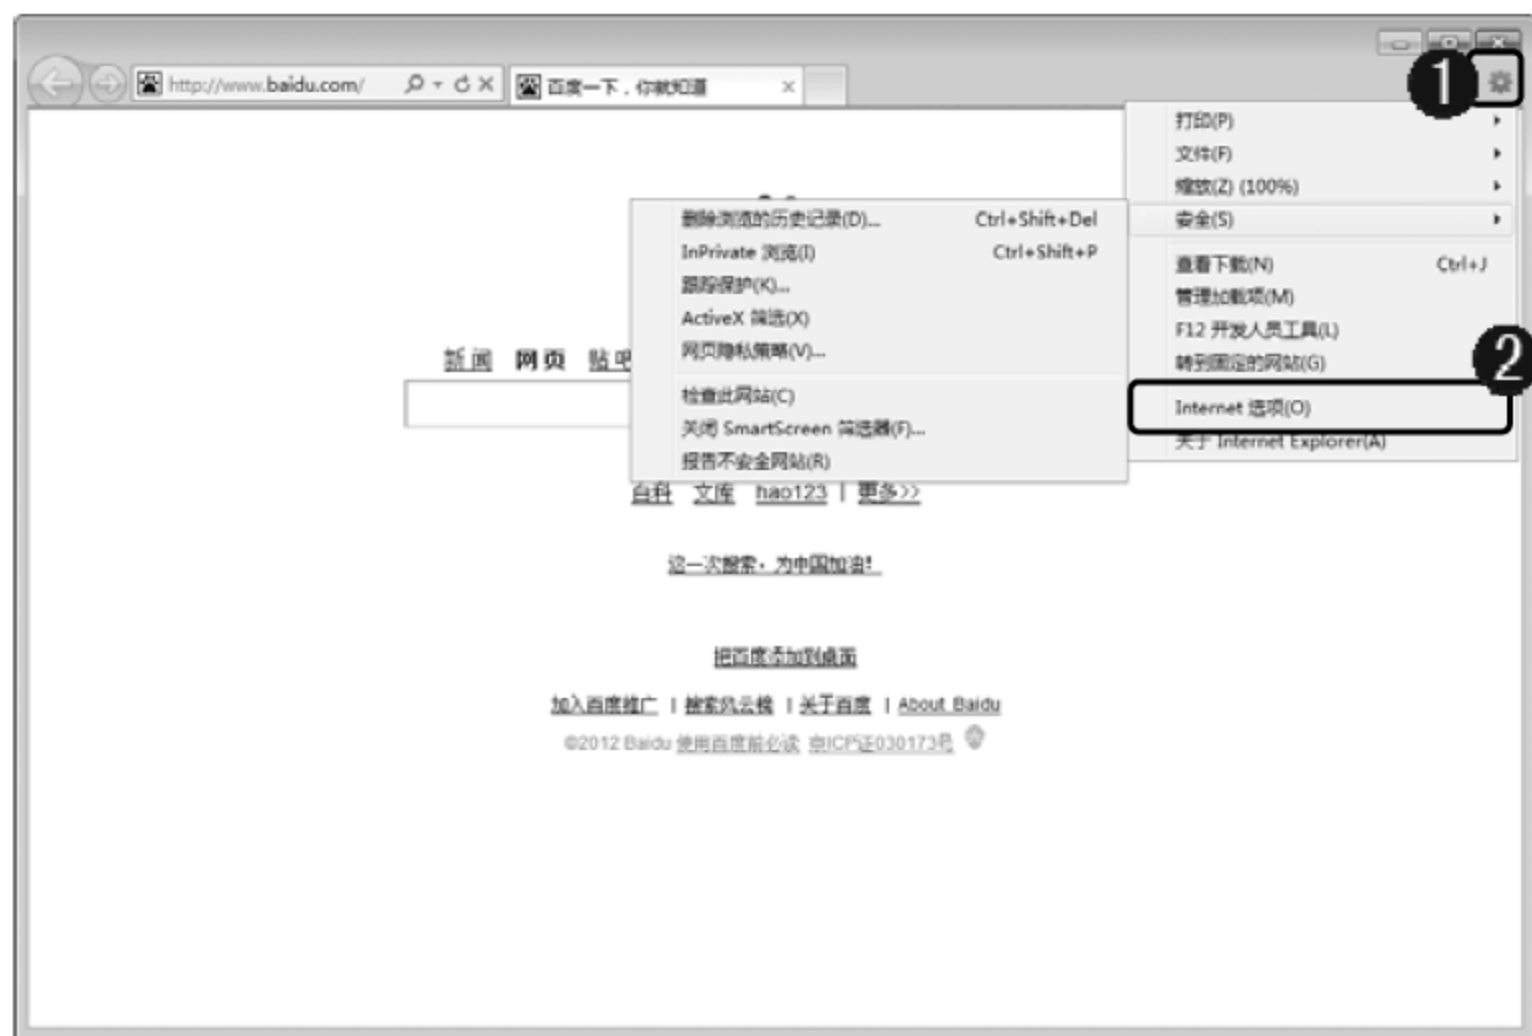 http://www.baidu.com/
百度一下，你就知道
1
打印(P)
文件(F)
缩放(Z) (100%)
安全(S)
查看下载(N) Ctrl+J
管理加载项(M)
F12 开发人员工具(L)
转到固定的网站(G)
2
Internet 选项(O)
关于 Internet Explorer(A)
删除浏览的历史记录(D)... Ctrl+Shift+Del
InPrivate 浏览(I) Ctrl+Shift+P
跟踪保护(K)...
ActiveX 筛选(X)
网页隐私策略(V)...
检查此网站(C)
关闭 SmartScreen 筛选器(F)...
报告不安全网站(R)
新闻 网页 贴吧
百科 文库 hao123 | 更多>>
这一次搜索，为中国加油！
把百度添加到桌面
加入百度推广 | 搜索风云榜 | 关于百度 | About Baidu
©2012 Baidu 使用百度前必读 京ICP证030173号